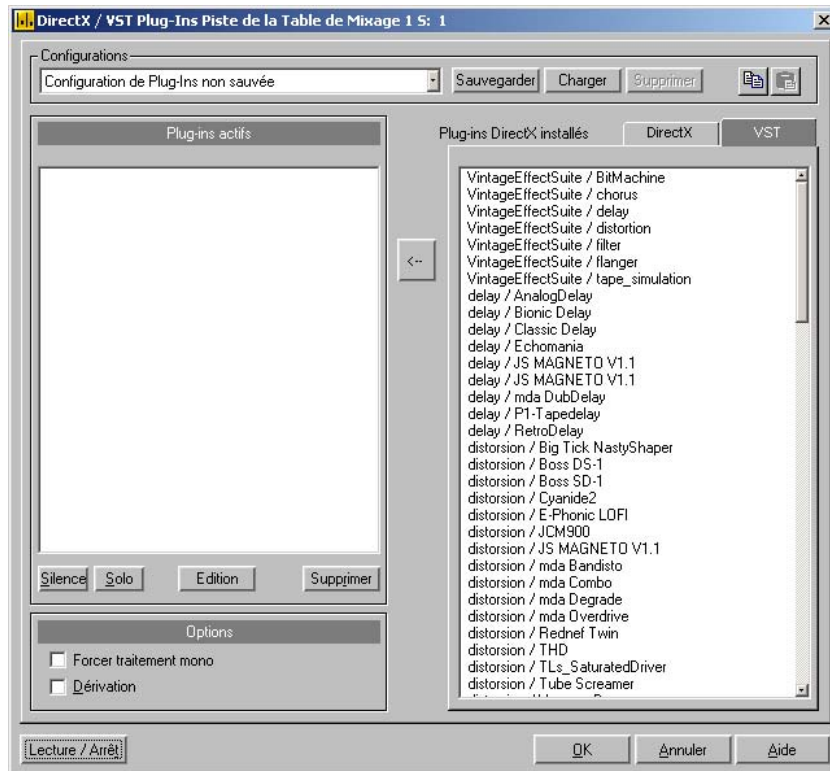 DirectX / VST Plug-Ins Piste de la Table de Mixage 1 S: 1
Configurations
Configuration de Plug-Ins non sauvée
Sauvegarder Charger Supprimer
Plug-ins actifs
Plug-ins DirectX installés DirectX VST
VintageEffectSuite / BitMachine
VintageEffectSuite / chorus
VintageEffectSuite / delay
VintageEffectSuite / distortion
VintageEffectSuite / filter
VintageEffectSuite / flanger
VintageEffectSuite / tape_simulation
<--
delay / AnalogDelay
delay / Bionic Delay
delay / Classic Delay
delay / Echomania
delay / JS MAGNETO V1.1
delay / JS MAGNETO V1.1
delay / mda DubDelay
delay / P1-Tapedelay
delay / RetroDelay
distorsion / Big Tick NastyShaper
distorsion / Boss DS-1
distorsion / Boss SD-1
distorsion / Cyanide2
distorsion / E-Phonic LOFI
distorsion / JCM900
distorsion / JS MAGNETO V1.1
distorsion / mda Bandisto
distorsion / mda Combo
distorsion / mda Degrade
distorsion / mda Overdrive
distorsion / Rednef Twin
distorsion / THD
distorsion / TLs_SaturatedDriver
distorsion / Tube Screamer
Silence Solo Edition Supprimer
Options
Forcer traitement mono
Dérivation
Lecture / Arrêt
OK Annuler Aide